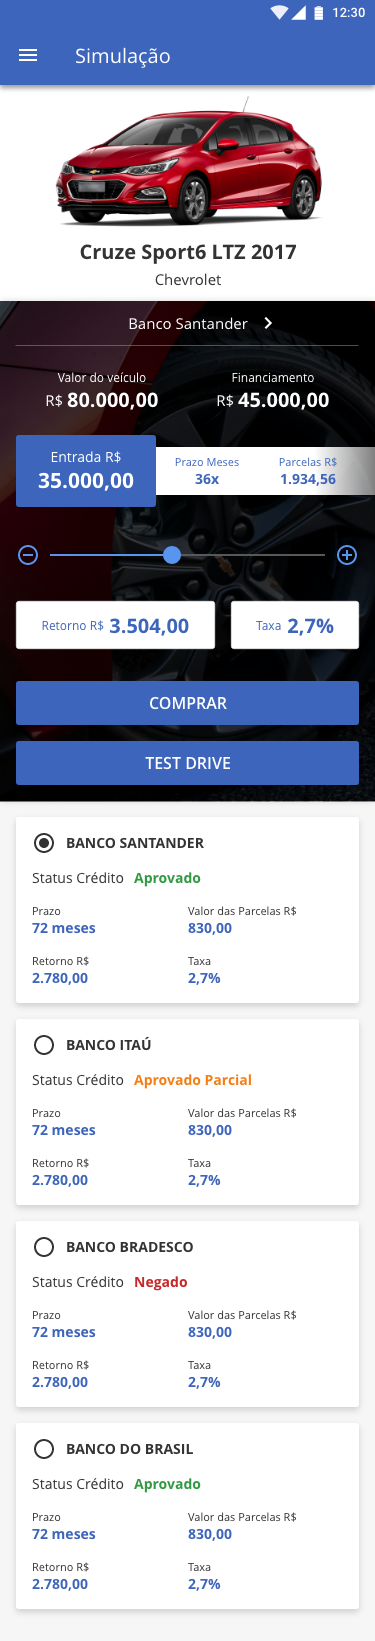 12:30
Simulação
Cruze Sport6 LTZ 2017
Chevrolet
Banco Santander
Valor do veículo Financiamento
R$ 80.000,00 R$ 45.000,00
Entrada R$ Prazo Meses Parcelas R$
35.000,00 36x 1.934,56
Retorno R$ 3.504,00 Taxa 2,7%
COMPRAR
TEST DRIVE
BANCO SANTANDER
Status Crédito Aprovado
Prazo Valor das Parcelas R$
72 meses 830,00
Retorno R$ Taxa
2.780,00 2,7%
BANCO ITAÚ
Status Crédito Aprovado Parcial
Prazo Valor das Parcelas R$
72 meses 830,00
Retorno R$ Taxa
2.780,00 2,7%
BANCO BRADESCO
Status Crédito Negado
Prazo Valor das Parcelas R$
72 meses 830,00
Retorno R$ Taxa
2.780,00 2,7%
BANCO DO BRASIL
Status Crédito Aprovado
Prazo Valor das Parcelas R$
72 meses 830,00
Retorno R$ Taxa
2.780,00 2,7%